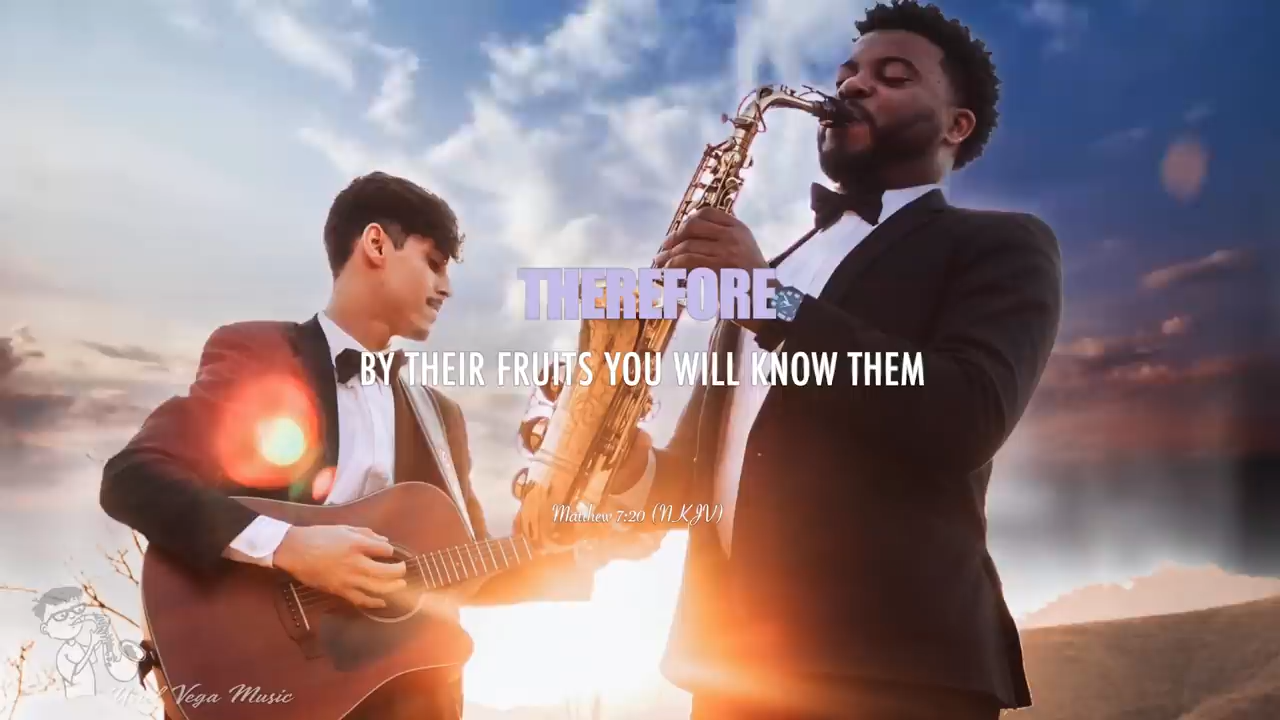 THEREFORE
BY THEIR FRUITS YOU WILL KNOW THEM
Matthew 7:20 (NKJV)
Vega Music